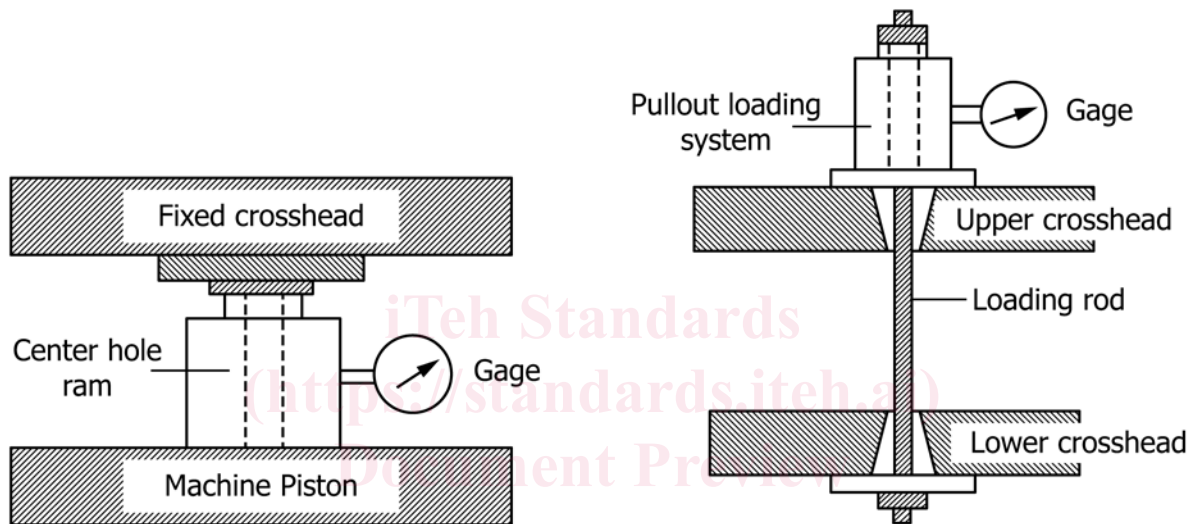 Fixed crosshead
Center hole
ram
Gage
Machine Piston
Pullout loading
system
Gage
Upper crosshead
Loading rod
Lower crosshead
iTeh Standards
(https://standards.iteh.ai)
Document Preview